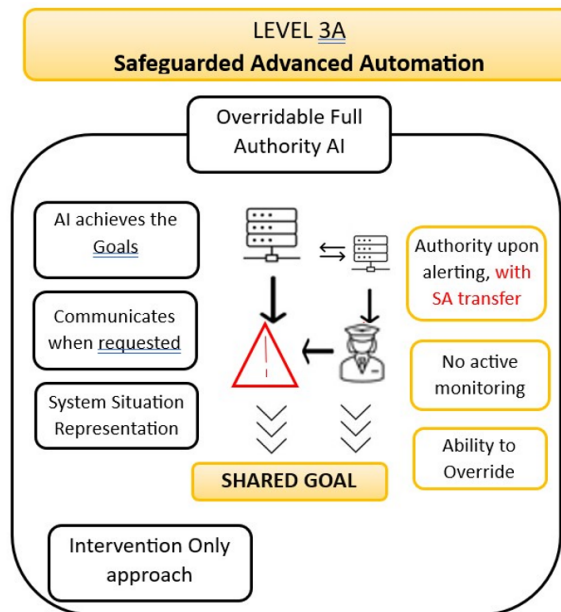 LEVEL 3A
Safeguarded Advanced Automation
Overridable Full
Authority AI
AI achieves the
Goals
Communicates
when requested
System Situation
Representation
Authority upon
alerting, with
SA transfer
No active
monitoring
Ability to
Override
SHARED GOAL
Intervention Only
approach